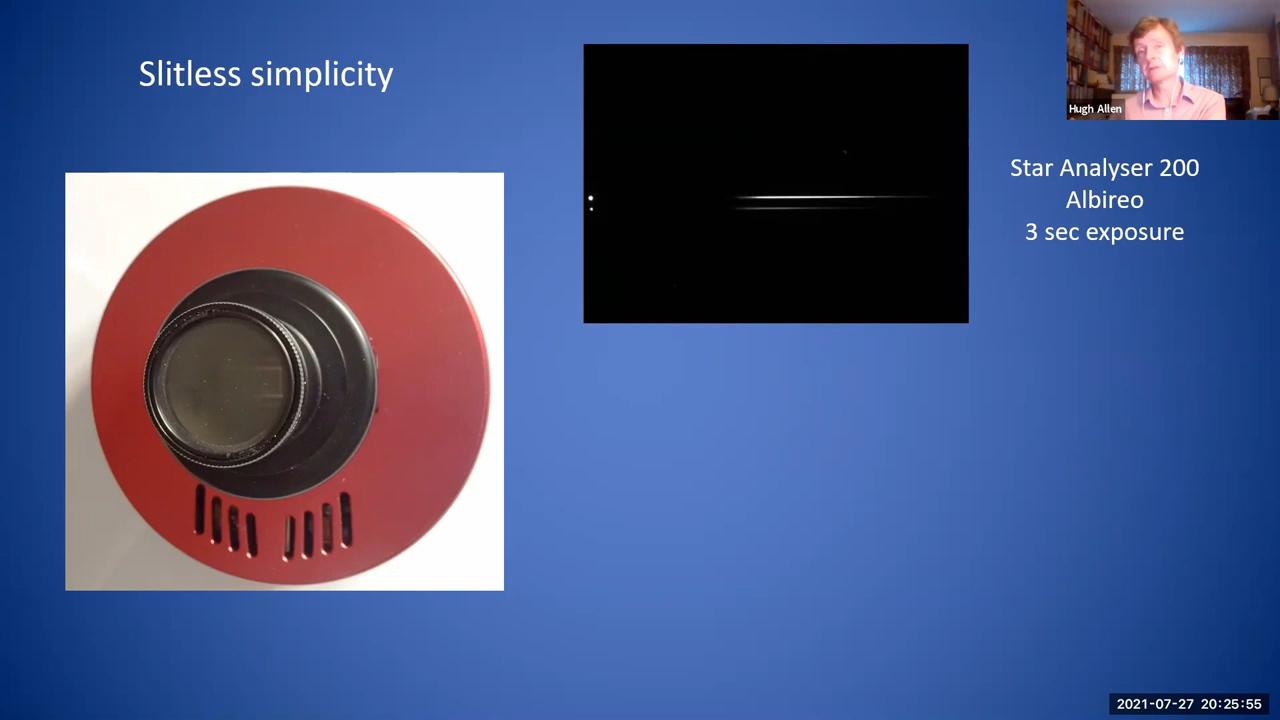 Slitless simplicity
Hugh Allen
Star Analyser 200
Albireo
3 sec exposure
2021-07-27 20:25:55